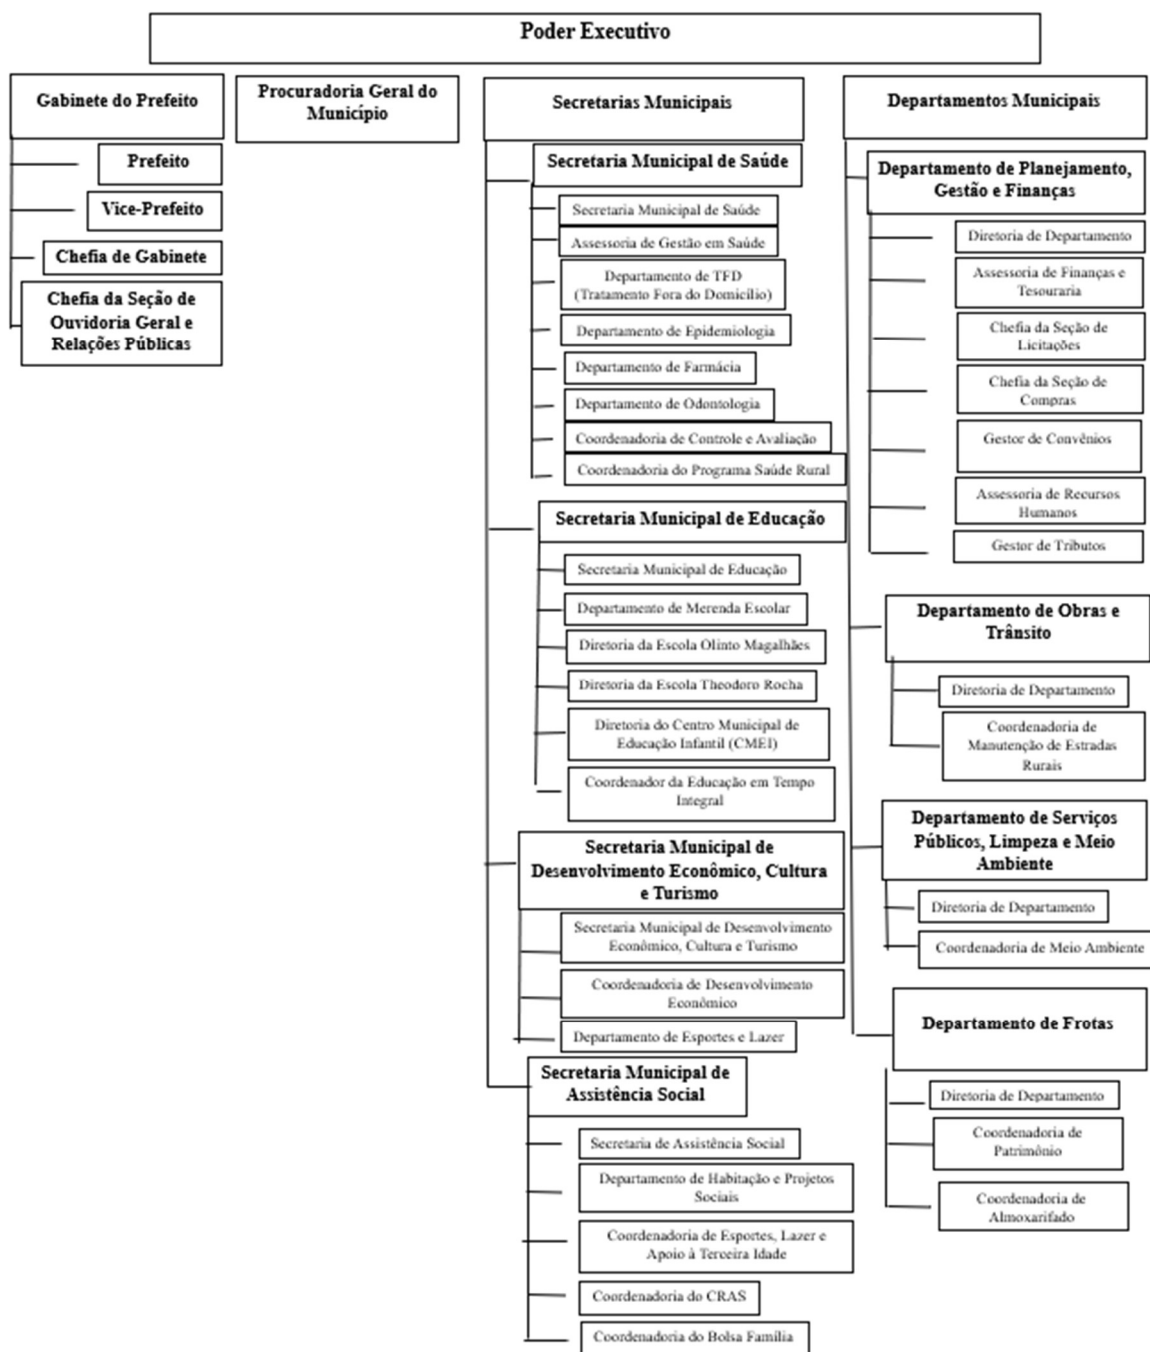 Poder Executivo
Gabinete do Prefeito
Prefeito
Vice-Prefeito
Chefia de Gabinete
Chefia da Seção de
Ouvidoria Geral e
Relações Públicas
Procuradoria Geral do
Município
Secretarias Municipais
Secretaria Municipal de Saúde
Secretaria Municipal de Saúde
Assessoria de Gestão em Saúde
Departamento de TFD
(Tratamento Fora do Domicílio)
Departamento de Epidemiologia
Departamento de Farmácia
Departamento de Odontologia
Coordenadoria de Controle e Avaliação
Coordenadoria do Programa Saúde Rural
Secretaria Municipal de Educação
Secretaria Municipal de Educação
Departamento de Merenda Escolar
Diretoria da Escola Olinto Magalhães
Diretoria da Escola Theodoro Rocha
Diretoria do Centro Municipal de
Educação Infantil (CMEI)
Coordenador da Educação em Tempo
Integral
Secretaria Municipal de
Desenvolvimento Econômico, Cultura
e Turismo
Secretaria Municipal de Desenvolvimento
Econômico, Cultura e Turismo
Coordenadoria de Desenvolvimento
Econômico
Departamento de Esportes e Lazer
Secretaria Municipal de
Assistência Social
Secretaria de Assistência Social
Departamento de Habitação e Projetos
Sociais
Coordenadoria de Esportes, Lazer e
Apoio à Terceira Idade
Coordenadoria do CRAS
Coordenadoria do Bolsa Família
Departamentos Municipais
Departamento de Planejamento,
Gestão e Finanças
Diretoria de Departamento
Assessoria de Finanças e
Tesouraria
Chefia da Seção de
Licitações
Chefia da Seção de
Compras
Gestor de Convênios
Assessoria de Recursos
Humanos
Gestor de Tributos
Departamento de Obras e
Trânsito
Diretoria de Departamento
Coordenadoria de
Manutenção de Estradas
Rurais
Departamento de Serviços
Públicos, Limpeza e Meio
Ambiente
Diretoria de Departamento
Coordenadoria de Meio Ambiente
Departamento de Frotas
Diretoria de Departamento
Coordenadoria de
Patrimônio
Coordenadoria de
Almoxarifado